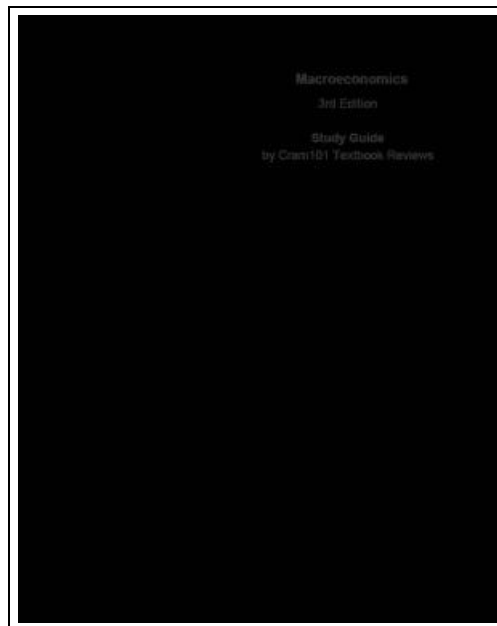 Macroeconomics
3rd Edition
Study Guide
by Cram101 Textbook Reviews